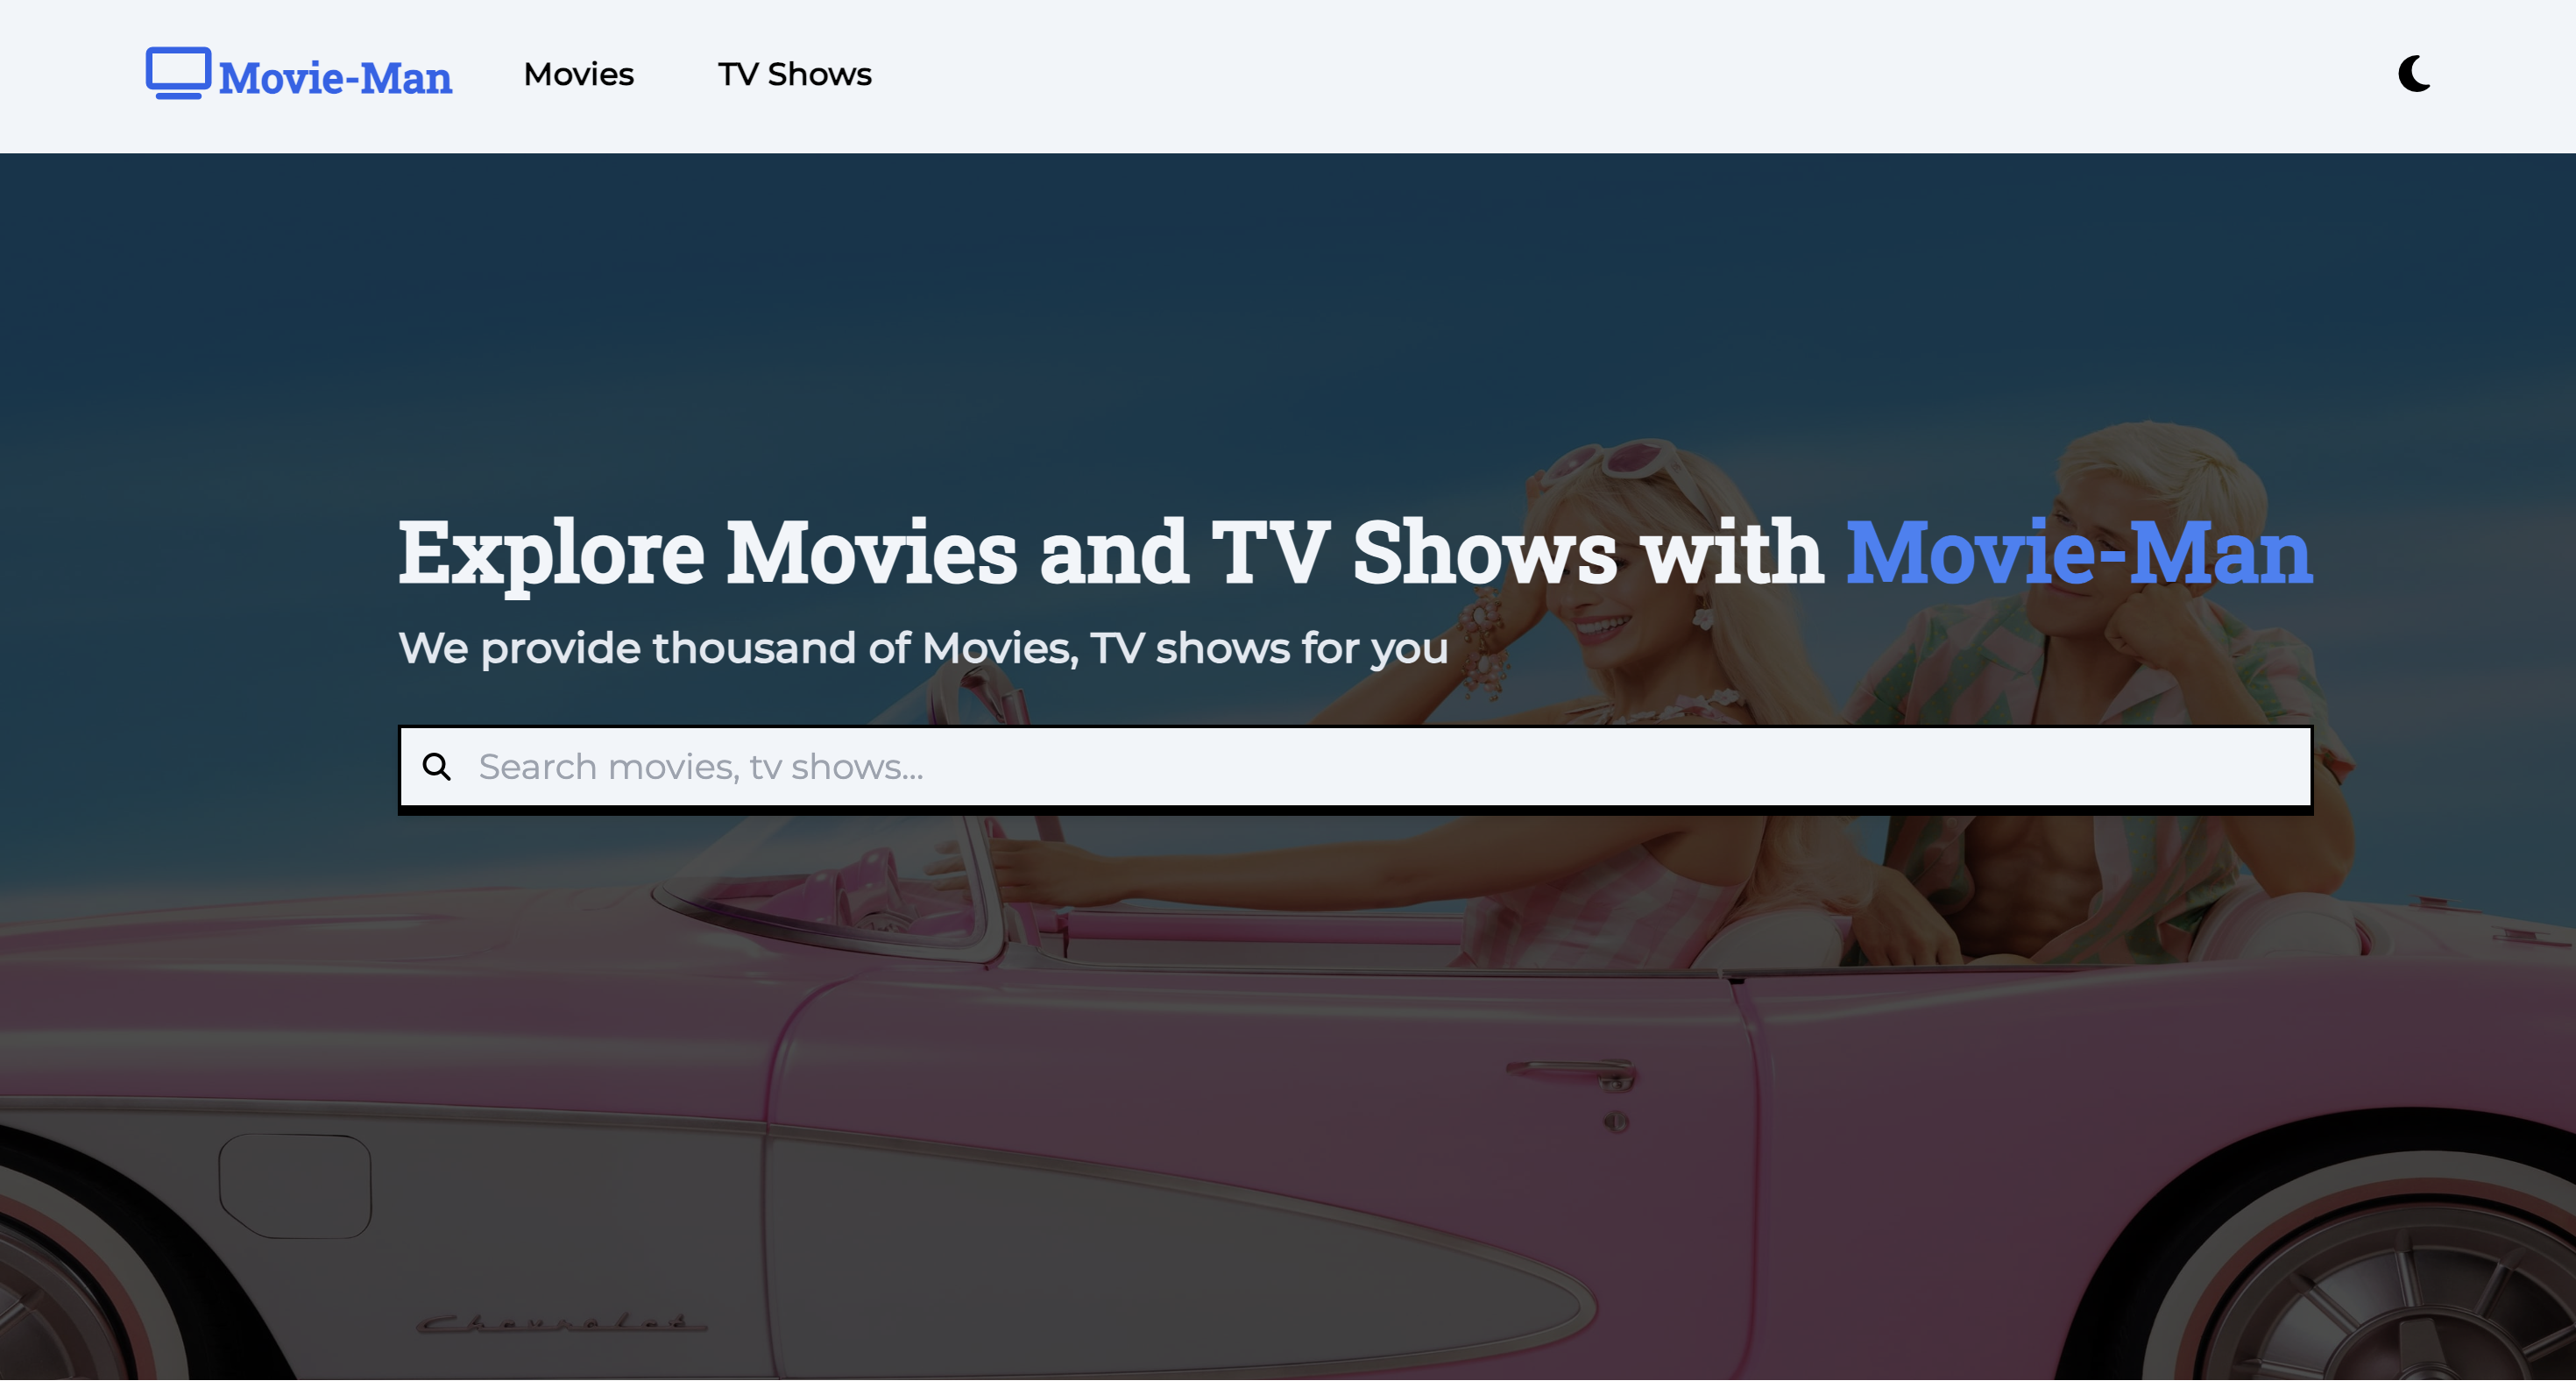 Movie-Man
Movies
TV Shows
Explore Movies and TV Shows with Movie-Man
We provide thousand of Movies, TV shows for you
Search movies, tv shows...
Chevrolet